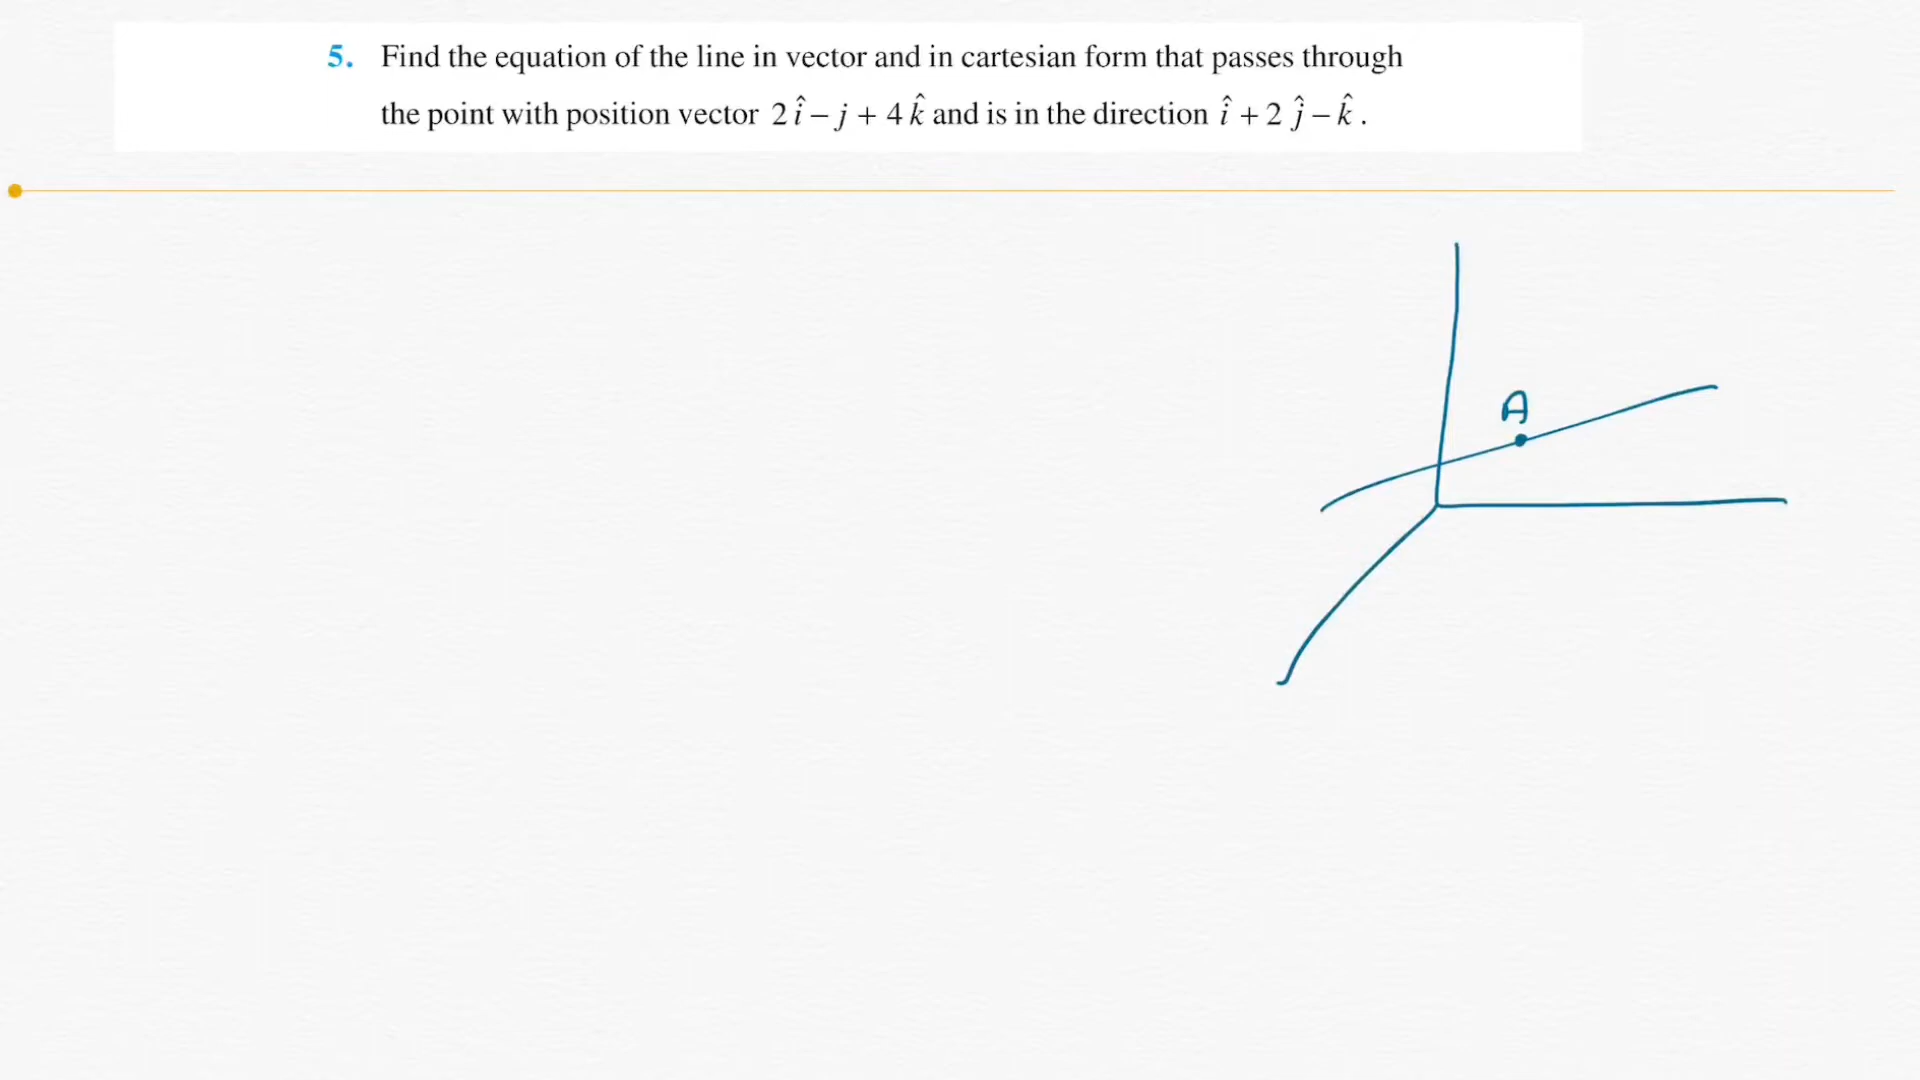 5. Find the equation of the line in vector and in cartesian form that passes through
the point with position vector 2 î – j + 4 k̂ and is in the direction î + 2 ĵ – k̂ .
A